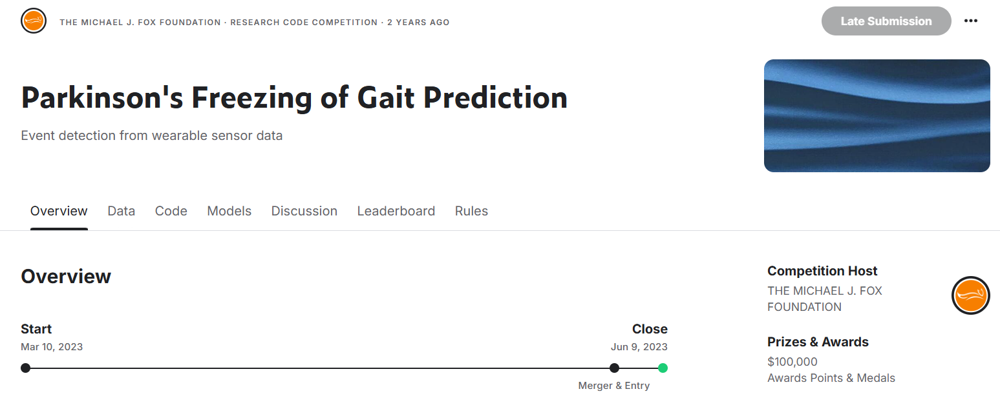 THE MICHAEL J. FOX FOUNDATION · RESEARCH CODE COMPETITION · 2 YEARS AGO
Late Submission
Parkinson's Freezing of Gait Prediction
Event detection from wearable sensor data
Overview Data Code Models Discussion Leaderboard Rules
Overview
Start
Mar 10, 2023
Close
Jun 9, 2023
Merger & Entry
Competition Host
THE MICHAEL J. FOX
FOUNDATION
Prizes & Awards
$100,000
Awards Points & Medals